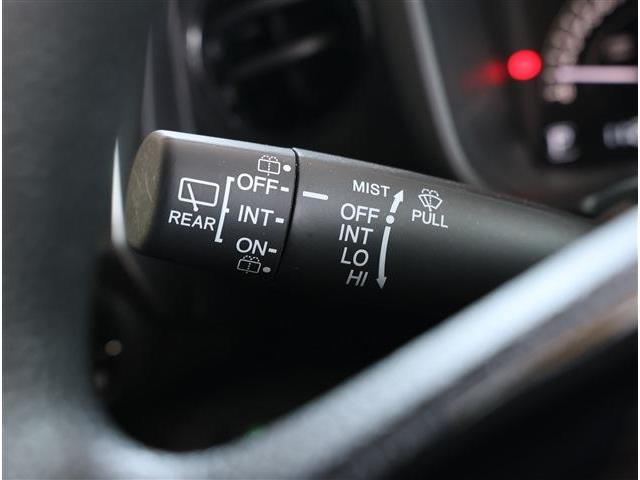 REAR
OFF
INT
ON
MIST
OFF
INT
LO
HI
PULL